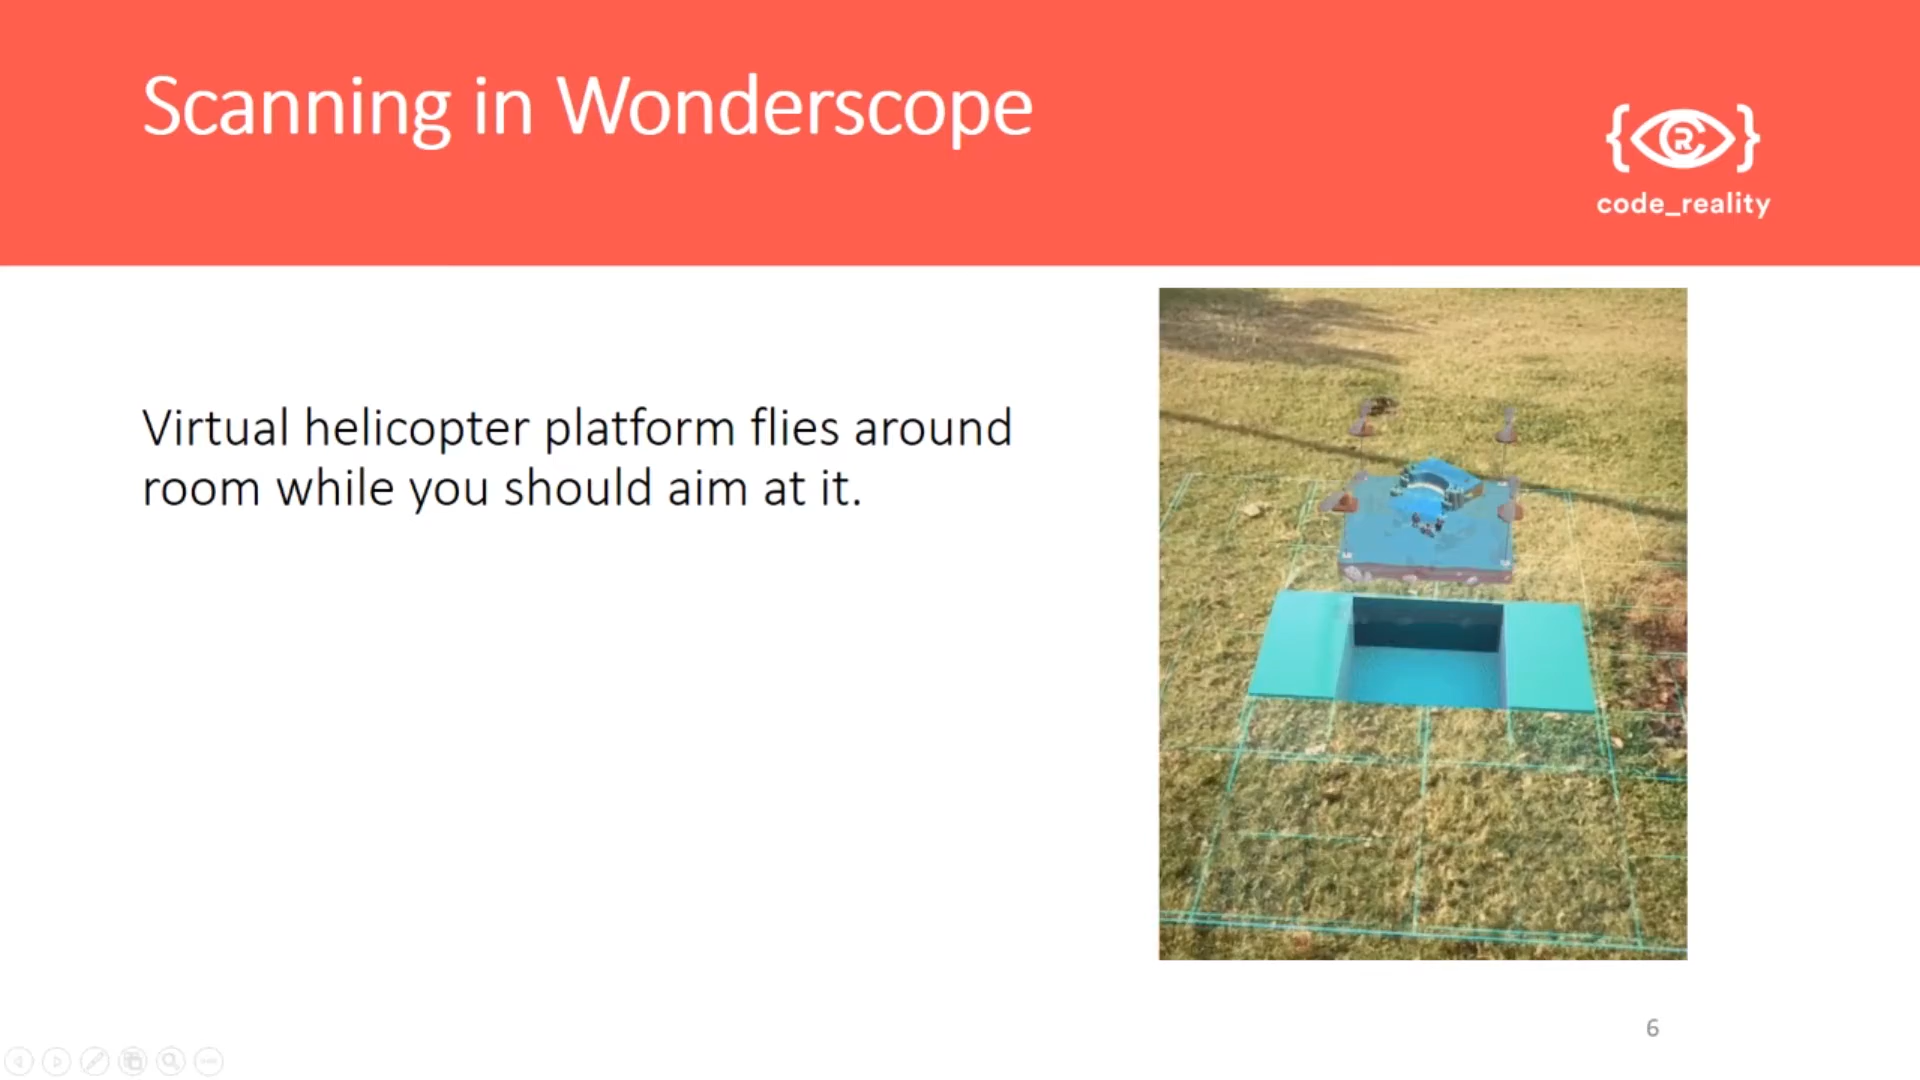 Scanning in Wonderscope
code_reality
Virtual helicopter platform flies around
room while you should aim at it.
6